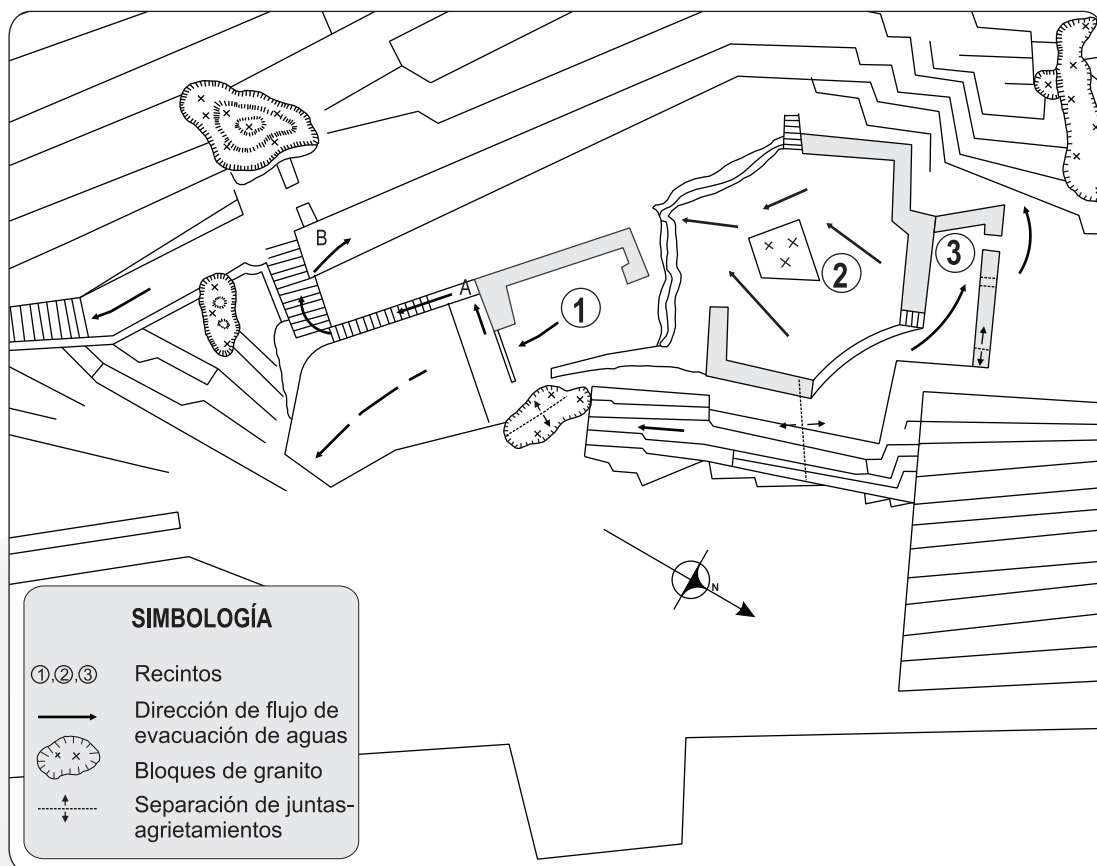 B
A
①
②
③
N
SIMBOLOGÍA
①,②,③ Recintos
Dirección de flujo de
evacuación de aguas
Bloques de granito
Separación de juntas-
agrietamientos